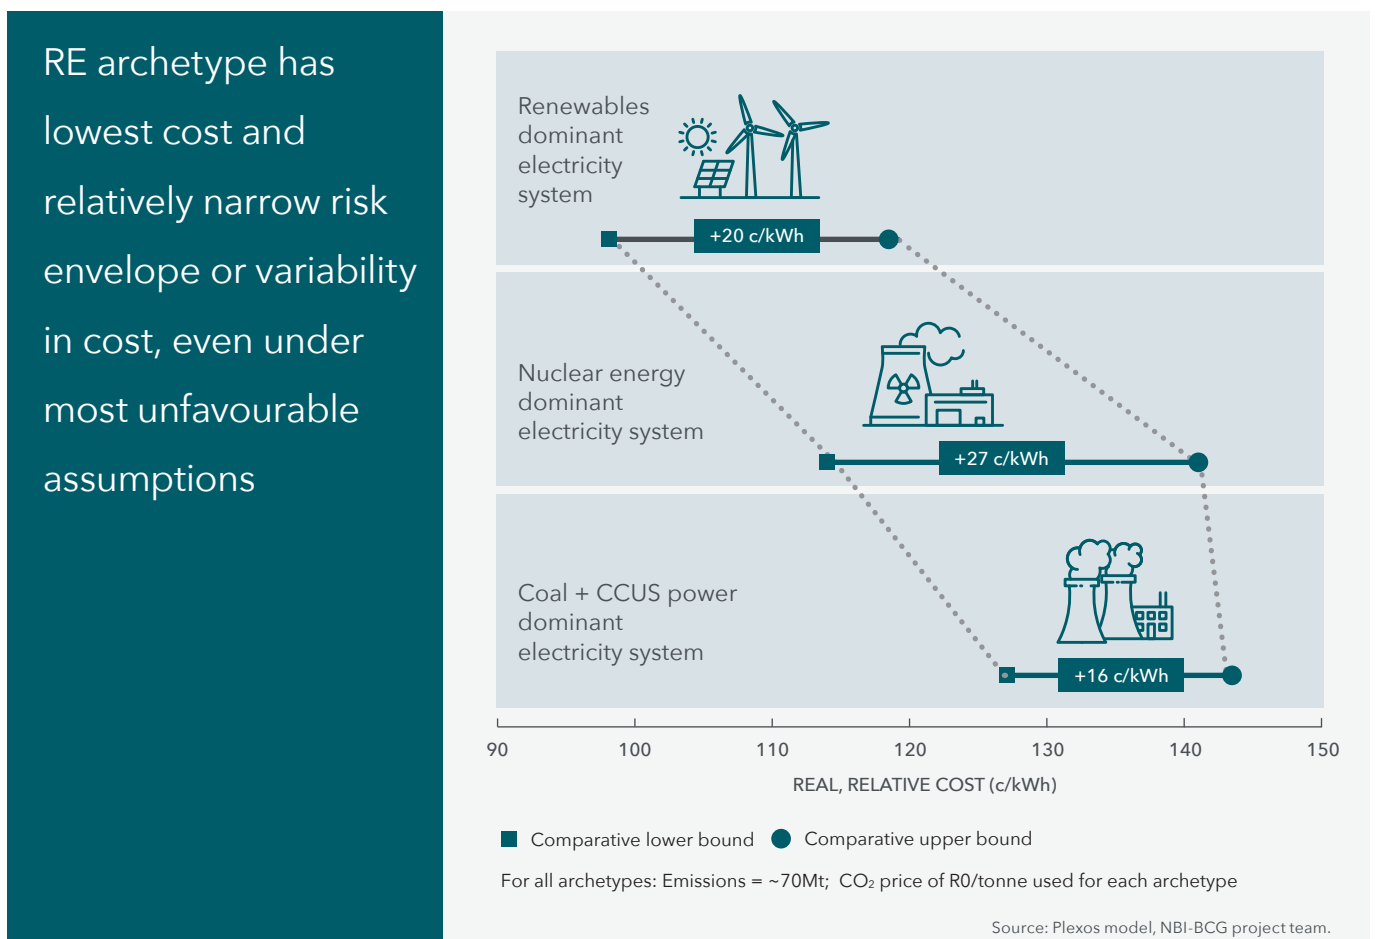 RE archetype has
lowest cost and
relatively narrow risk
envelope or variability
in cost, even under
most unfavourable
assumptions
Renewables
dominant
electricity
system
+20 c/kWh
Nuclear energy
dominant
electricity system
+27 c/kWh
Coal + CCUS power
dominant
electricity system
+16 c/kWh
90 100 110 120 130 140 150
REAL, RELATIVE COST (c/kWh)
Comparative lower bound Comparative upper bound
For all archetypes: Emissions = ~70Mt; CO₂ price of R0/tonne used for each archetype
Source: Plexos model, NBI-BCG project team.